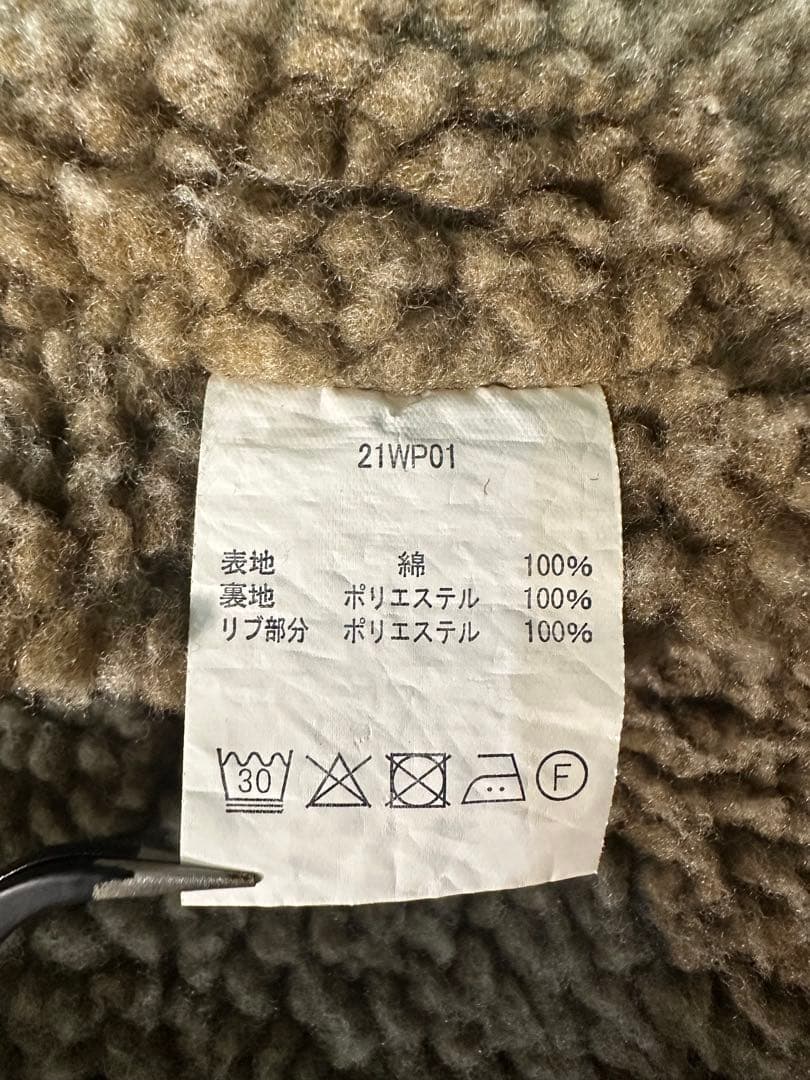 21WP01
表地 綿 100%
裏地 ポリエステル 100%
リブ部分 ポリエステル 100%
30 F